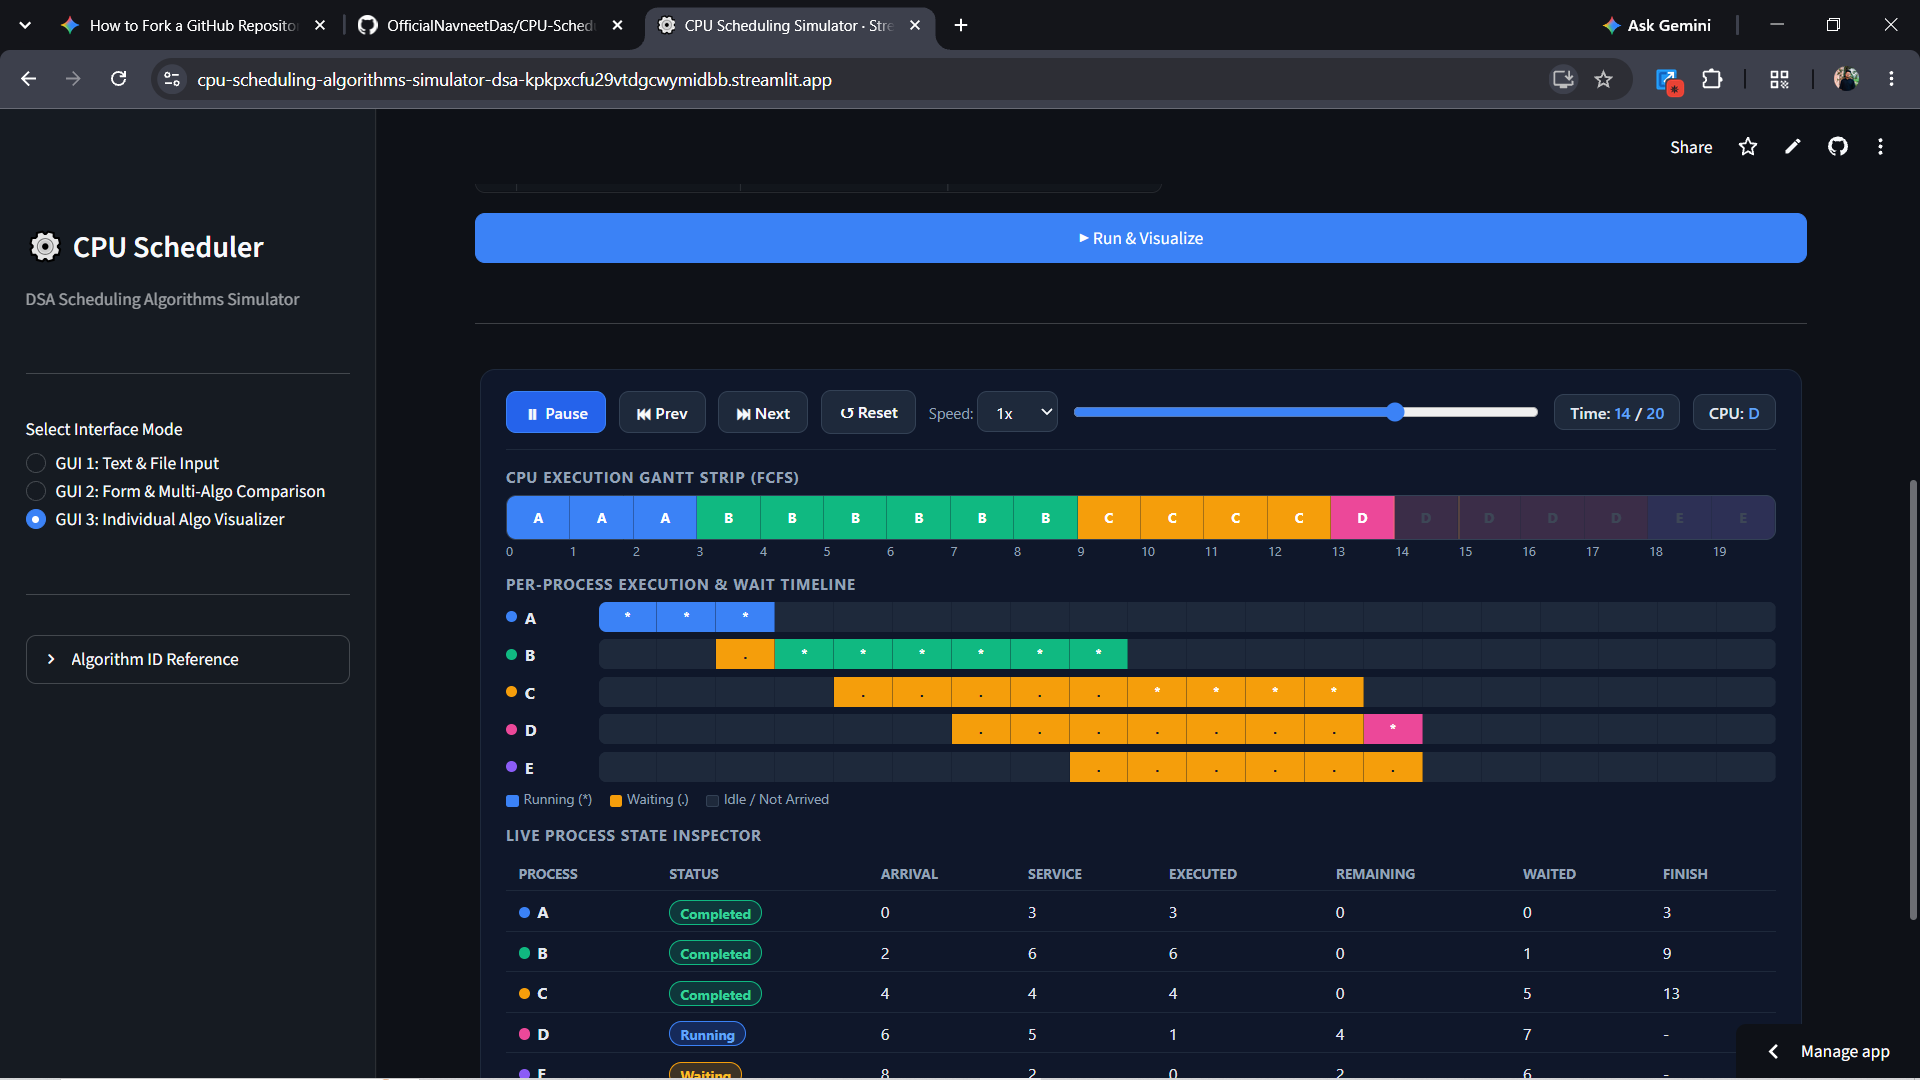 How to Fork a GitHub Reposito
OfficialNavneetDas/CPU-Sched
CPU Scheduling Simulator · Stre
Ask Gemini
cpu-scheduling-algorithms-simulator-dsa-kpkpxcfu29vtdgcwymidbb.streamlit.app
Share
CPU Scheduler
DSA Scheduling Algorithms Simulator
Select Interface Mode
GUI 1: Text & File Input
GUI 2: Form & Multi-Algo Comparison
GUI 3: Individual Algo Visualizer
Algorithm ID Reference
▶ Run & Visualize
⏸ Pause ⏮ Prev ⏭ Next ↺ Reset Speed: 1x Time: 14 / 20 CPU: D
CPU EXECUTION GANTT STRIP (FCFS)
A A A B B B B B B C C C C D D D D D E E
0 1 2 3 4 5 6 7 8 9 10 11 12 13 14 15 16 17 18 19
PER-PROCESS EXECUTION & WAIT TIMELINE
A * * *
B . * * * * * *
C . . . . . * * * *
D . . . . . . . *
E . . . . . .
Running (*) Waiting (.) Idle / Not Arrived
LIVE PROCESS STATE INSPECTOR
PROCESS STATUS ARRIVAL SERVICE EXECUTED REMAINING WAITED FINISH
A Completed 0 3 3 0 0 3
B Completed 2 6 6 0 1 9
C Completed 4 4 4 0 5 13
D Running 6 5 1 4 7 -
E Waiting 8 2 0 2 6 -
Manage app